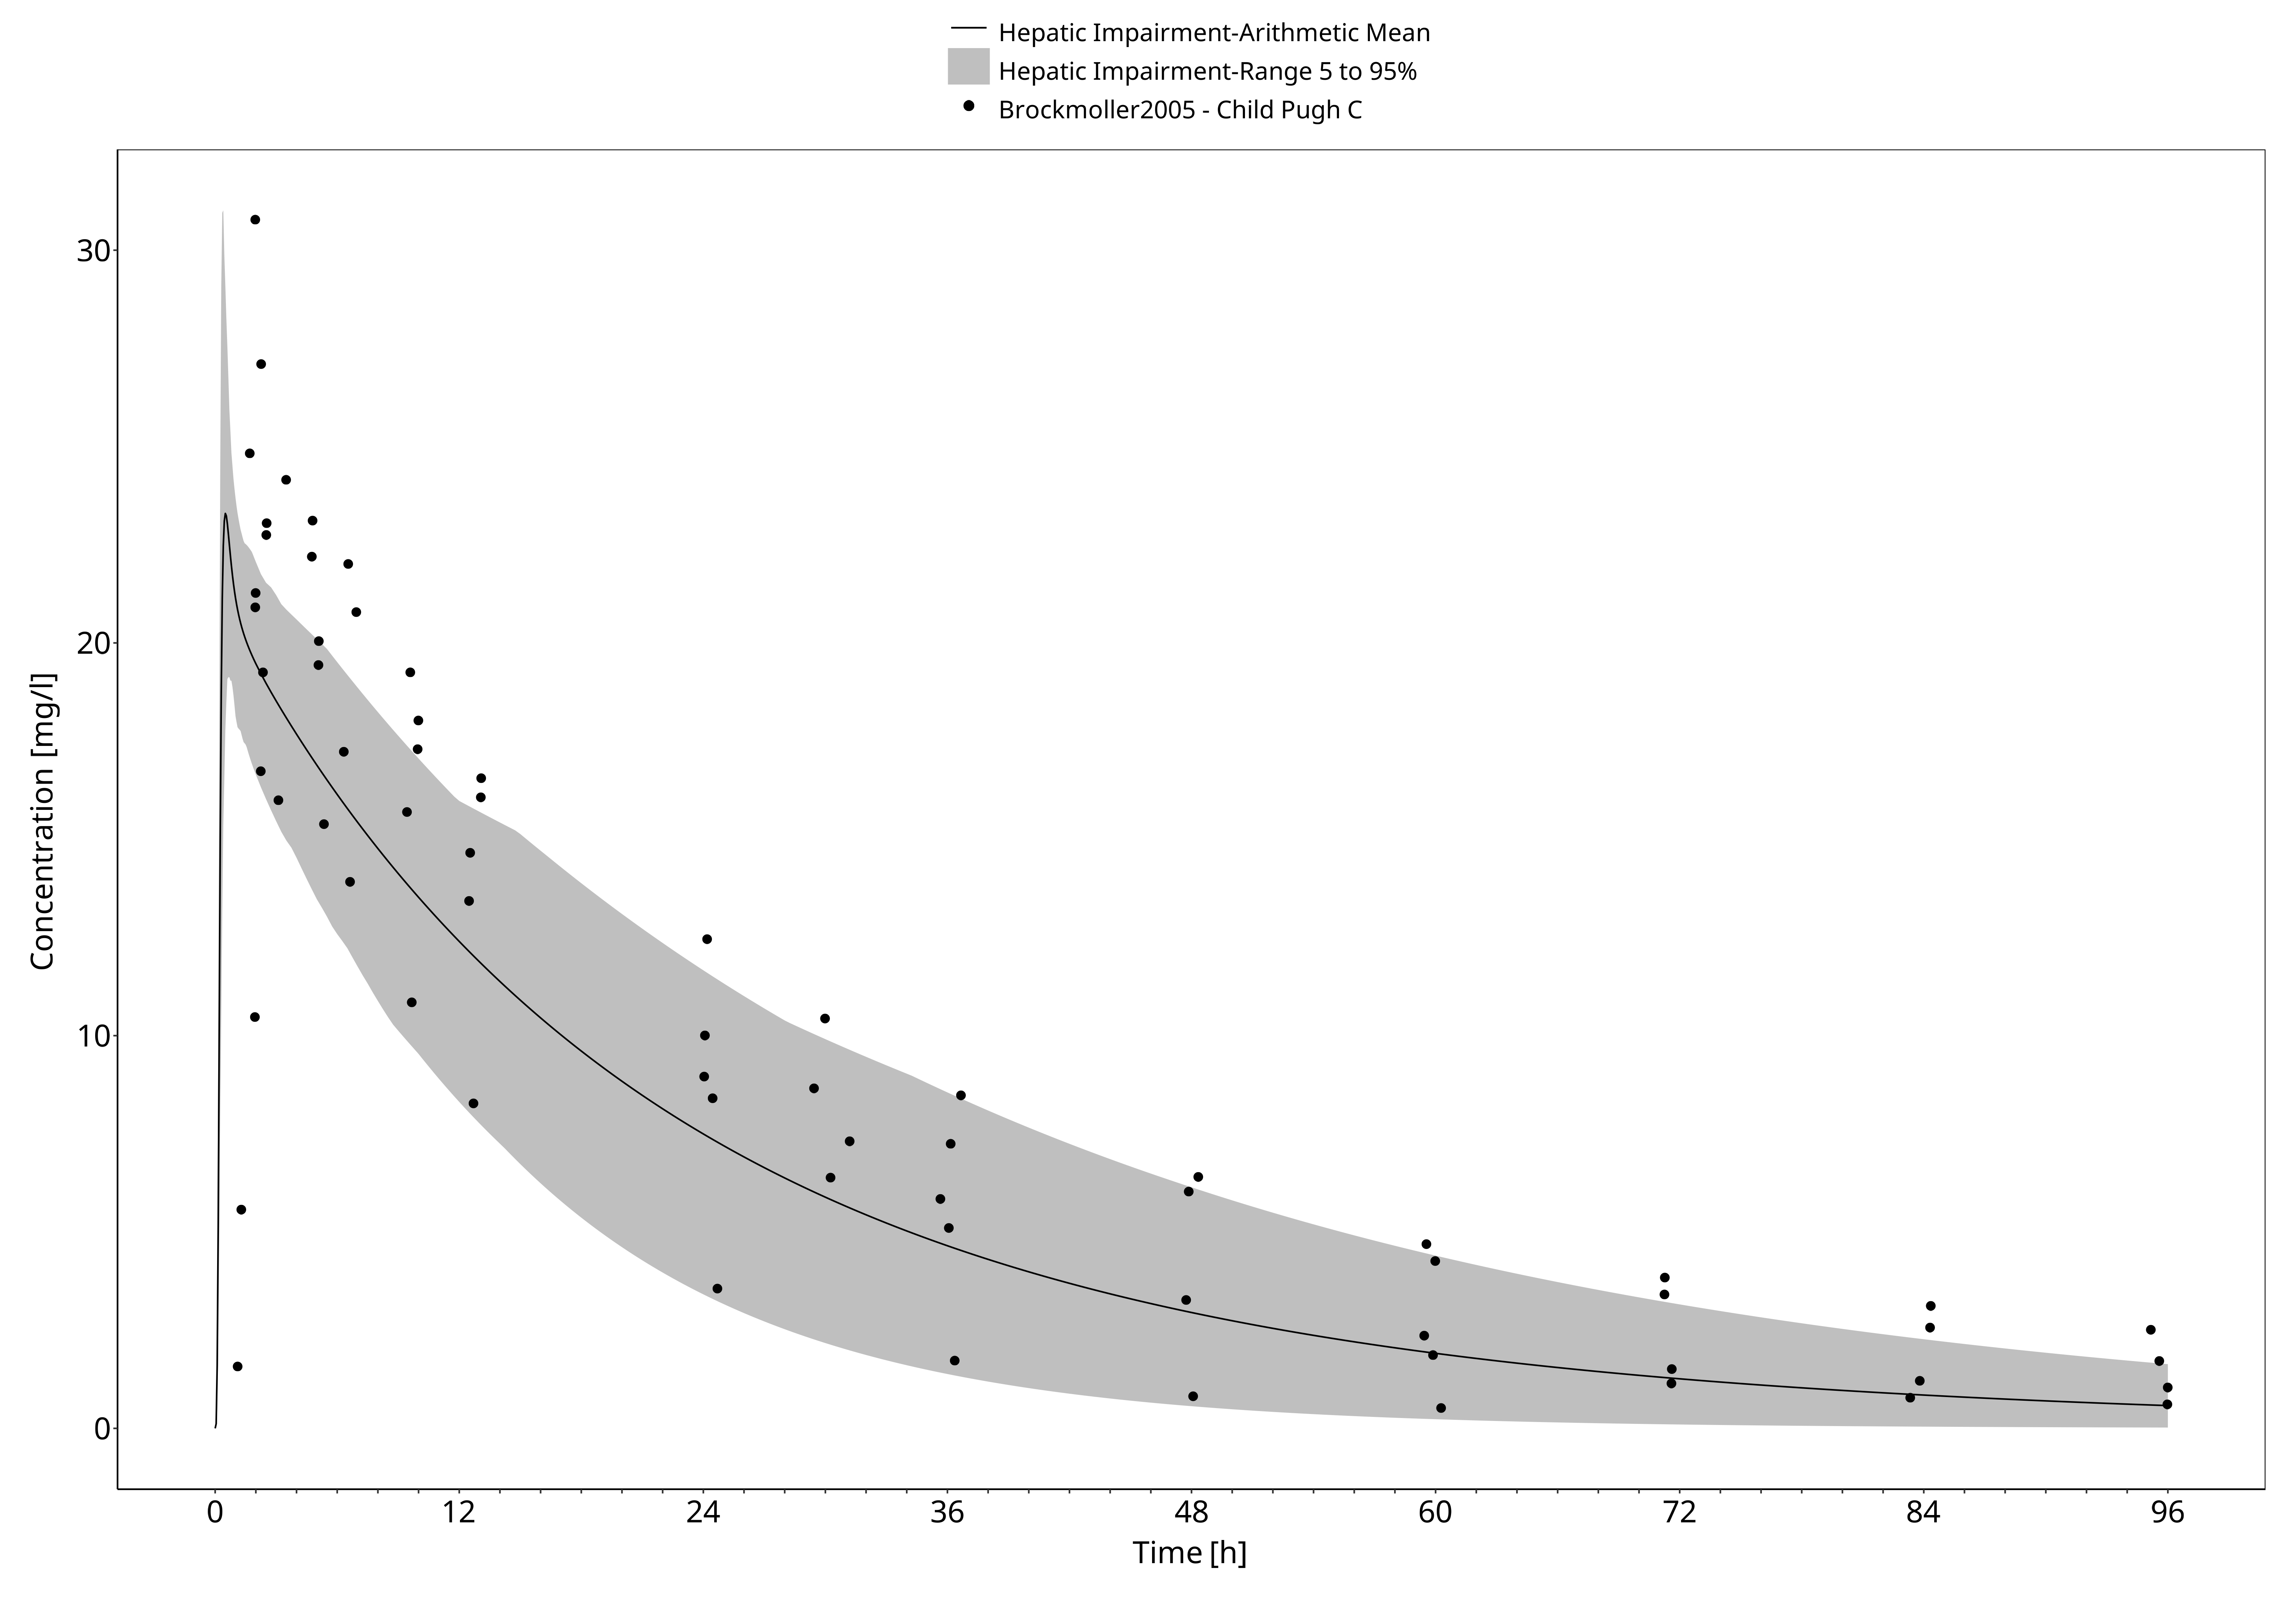 Hepatic Impairment-Arithmetic Mean
Hepatic Impairment-Range 5 to 95%
Brockmoller2005 - Child Pugh C
30
20
10
0
Concentration [mg/l]
0 12 24 36 48 60 72 84 96
Time [h]